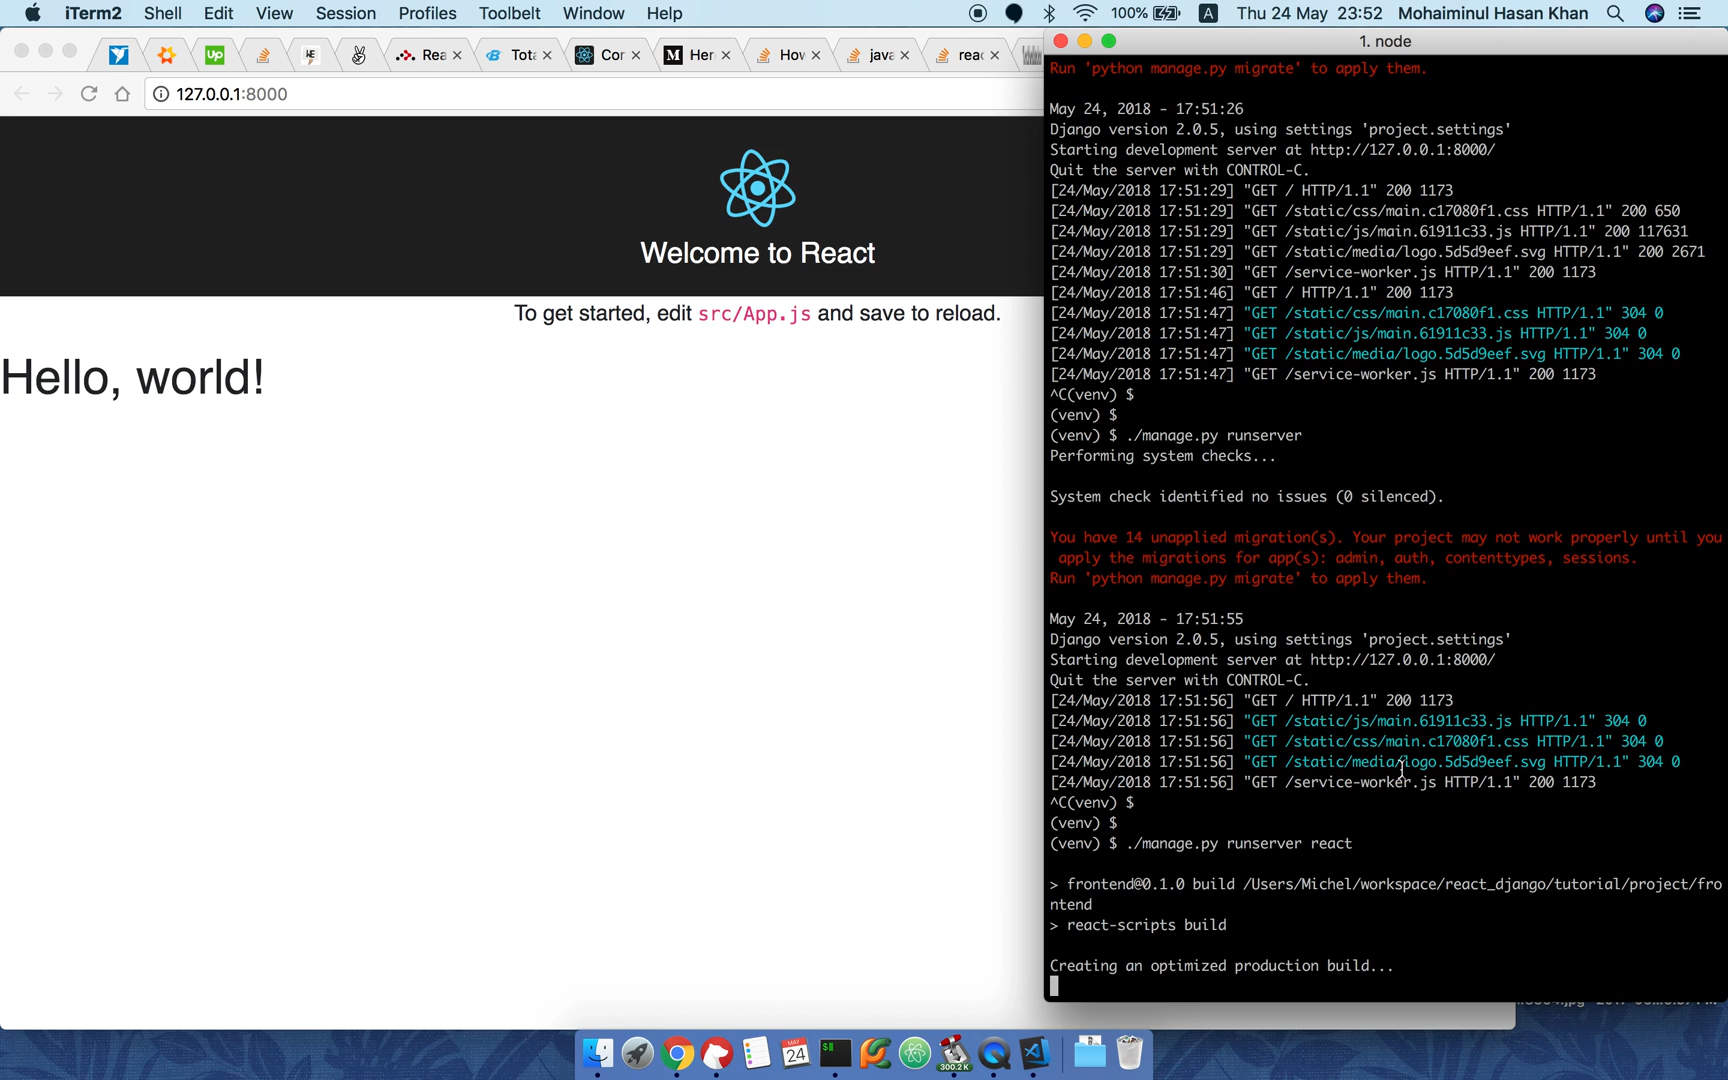 iTerm2 Shell Edit View Session Profiles Toolbelt Window Help 100% A Thu 24 May 23:52 Mohaiminul Hasan Khan
up WE Rea Tota Cor M Her How java reac
1. node
127.0.0.1:8000
Welcome to React
To get started, edit src/App.js and save to reload.
Hello, world!
Run 'python manage.py migrate' to apply them.
May 24, 2018 - 17:51:26
Django version 2.0.5, using settings 'project.settings'
Starting development server at http://127.0.0.1:8000/
Quit the server with CONTROL-C.
[24/May/2018 17:51:29] "GET / HTTP/1.1" 200 1173
[24/May/2018 17:51:29] "GET /static/css/main.c17080f1.css HTTP/1.1" 200 650
[24/May/2018 17:51:29] "GET /static/js/main.61911c33.js HTTP/1.1" 200 117631
[24/May/2018 17:51:29] "GET /static/media/logo.5d5d9eef.svg HTTP/1.1" 200 2671
[24/May/2018 17:51:30] "GET /service-worker.js HTTP/1.1" 200 1173
[24/May/2018 17:51:46] "GET / HTTP/1.1" 200 1173
[24/May/2018 17:51:47] "GET /static/css/main.c17080f1.css HTTP/1.1" 304 0
[24/May/2018 17:51:47] "GET /static/js/main.61911c33.js HTTP/1.1" 304 0
[24/May/2018 17:51:47] "GET /static/media/logo.5d5d9eef.svg HTTP/1.1" 304 0
[24/May/2018 17:51:47] "GET /service-worker.js HTTP/1.1" 200 1173
^C(venv) $
(venv) $
(venv) $ ./manage.py runserver
Performing system checks...
System check identified no issues (0 silenced).
You have 14 unapplied migration(s). Your project may not work properly until you
apply the migrations for app(s): admin, auth, contenttypes, sessions.
Run 'python manage.py migrate' to apply them.
May 24, 2018 - 17:51:55
Django version 2.0.5, using settings 'project.settings'
Starting development server at http://127.0.0.1:8000/
Quit the server with CONTROL-C.
[24/May/2018 17:51:56] "GET / HTTP/1.1" 200 1173
[24/May/2018 17:51:56] "GET /static/js/main.61911c33.js HTTP/1.1" 304 0
[24/May/2018 17:51:56] "GET /static/css/main.c17080f1.css HTTP/1.1" 304 0
[24/May/2018 17:51:56] "GET /static/media/logo.5d5d9eef.svg HTTP/1.1" 304 0
[24/May/2018 17:51:56] "GET /service-worker.js HTTP/1.1" 200 1173
^C(venv) $
(venv) $
(venv) $ ./manage.py runserver react
> frontend@0.1.0 build /Users/Michel/workspace/react_django/tutorial/project/fro
ntend
> react-scripts build
Creating an optimized production build...
MAY
24
$
300.2 K